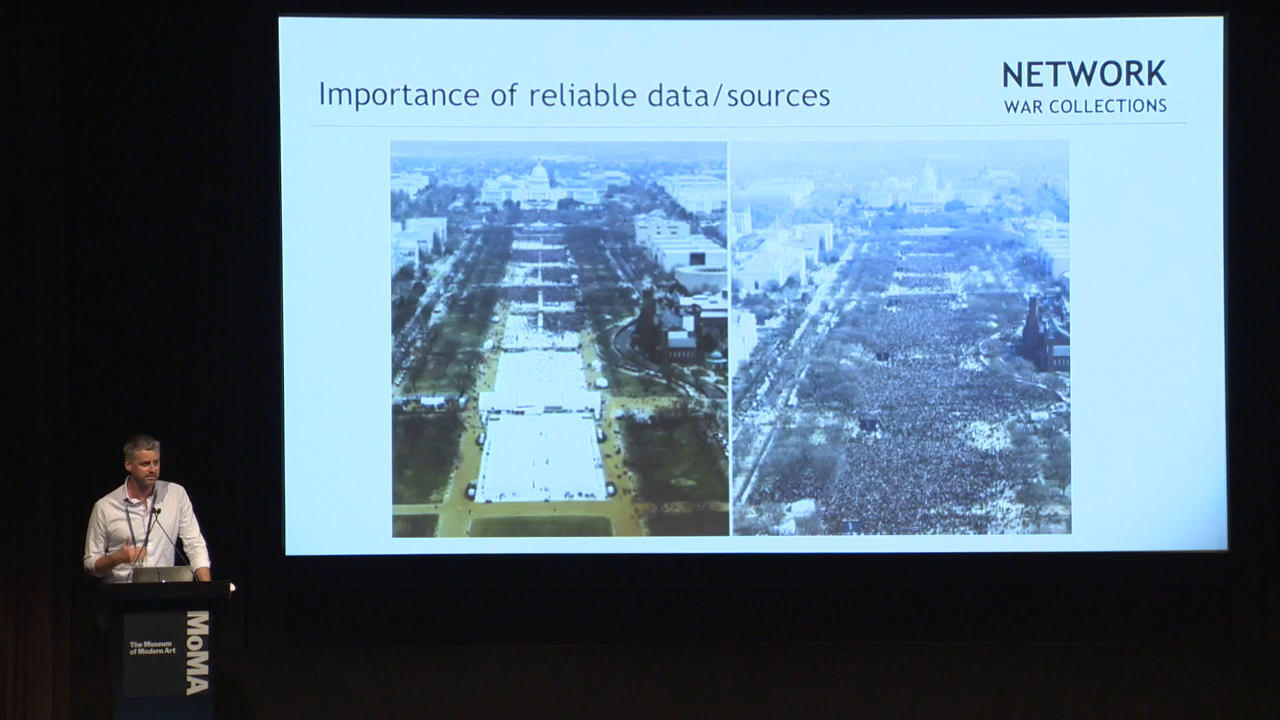 Importance of reliable data/sources
NETWORK
WAR COLLECTIONS
The Museum
of Modern Art
MoMA